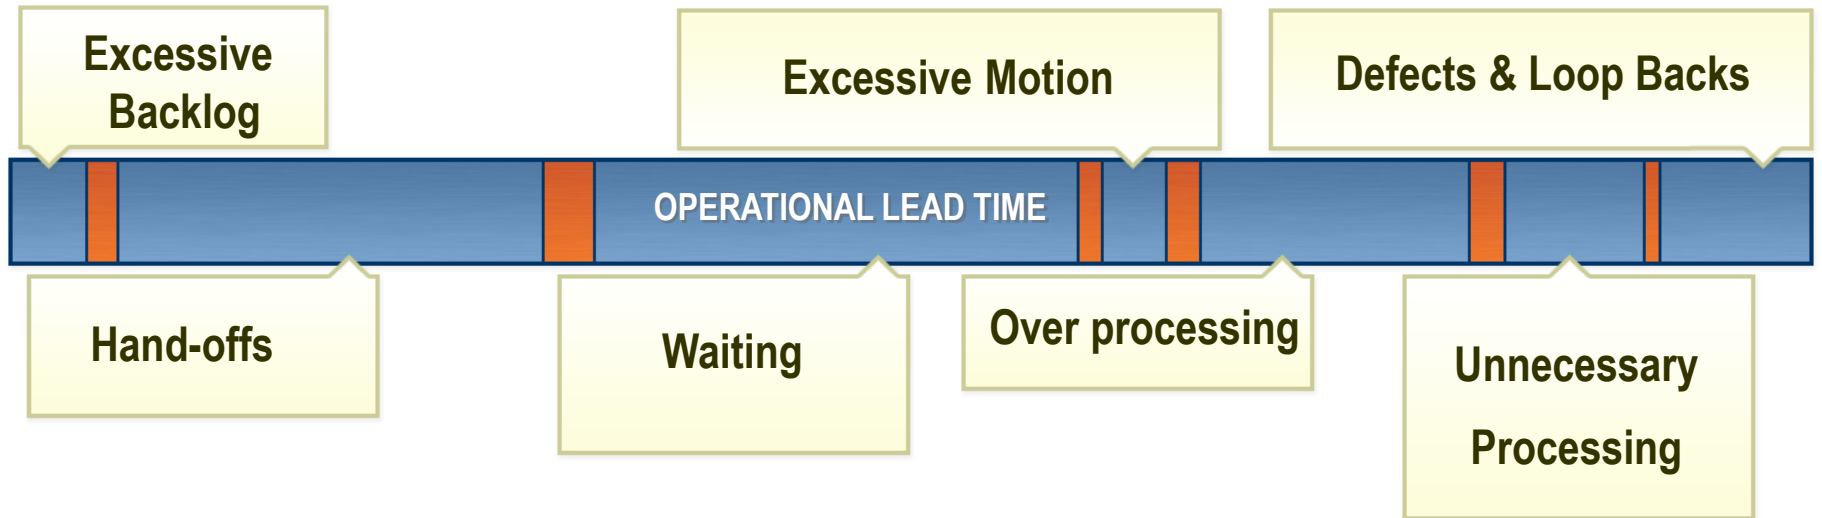 Excessive
Backlog
Excessive Motion
Defects & Loop Backs
OPERATIONAL LEAD TIME
Hand-offs
Waiting
Over processing
Unnecessary
Processing